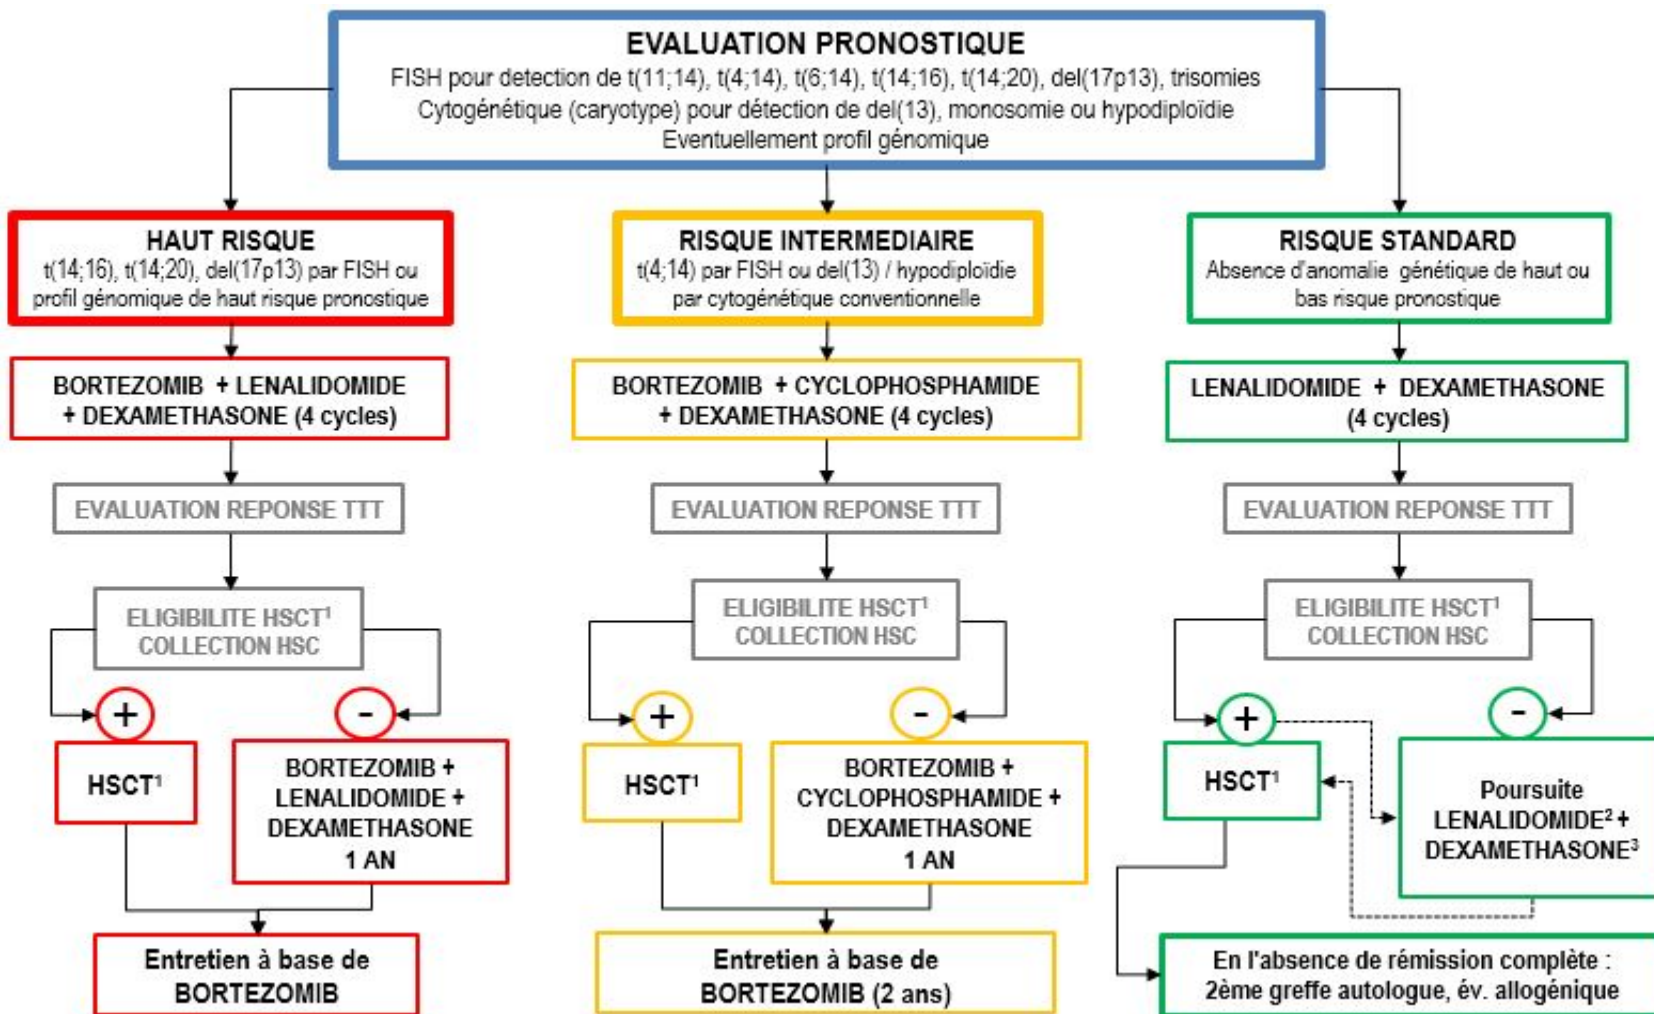 EVALUATION PRONOSTIQUE
FISH pour detection de t(11;14), t(4;14), t(6;14), t(14;16), t(14;20), del(17p13), trisomies
Cytogénétique (caryotype) pour détection de del(13), monosomie ou hypodiploïdie
Eventuellement profil génomique
HAUT RISQUE
t(14;16), t(14;20), del(17p13) par FISH ou
profil génomique de haut risque pronostique
RISQUE INTERMEDIAIRE
t(4;14) par FISH ou del(13) / hypodiploïdie
par cytogénétique conventionnelle
RISQUE STANDARD
Absence d'anomalie génétique de haut ou
bas risque pronostique
BORTEZOMIB + LENALIDOMIDE
+ DEXAMETHASONE (4 cycles)
BORTEZOMIB + CYCLOPHOSPHAMIDE
+ DEXAMETHASONE (4 cycles)
LENALIDOMIDE + DEXAMETHASONE
(4 cycles)
EVALUATION REPONSE TTT
EVALUATION REPONSE TTT
EVALUATION REPONSE TTT
ELIGIBILITE HSCT¹
COLLECTION HSC
ELIGIBILITE HSCT¹
COLLECTION HSC
ELIGIBILITE HSCT¹
COLLECTION HSC
+
-
+
-
+
-
HSCT¹
BORTEZOMIB +
LENALIDOMIDE +
DEXAMETHASONE
1 AN
HSCT¹
BORTEZOMIB +
CYCLOPHOSPHAMIDE +
DEXAMETHASONE
1 AN
HSCT¹
Poursuite
LENALIDOMIDE² +
DEXAMETHASONE³
Entretien à base de
BORTEZOMIB
Entretien à base de
BORTEZOMIB (2 ans)
En l'absence de rémission complète :
2ème greffe autologue, év. allogénique